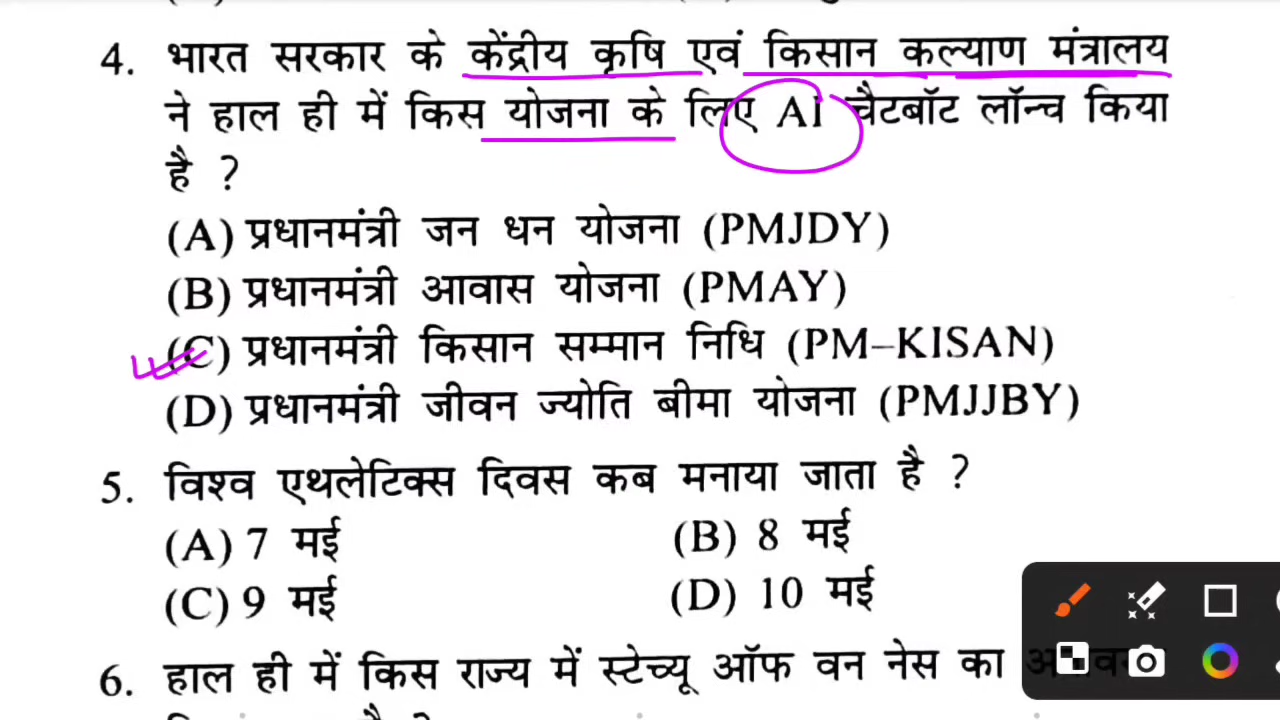 4. भारत सरकार के केंद्रीय कृषि एवं किसान कल्याण मंत्रालय
ने हाल ही में किस योजना के लिए AI चैटबॉट लॉन्च किया
है ?
(A) प्रधानमंत्री जन धन योजना (PMJDY)
(B) प्रधानमंत्री आवास योजना (PMAY)
(C) प्रधानमंत्री किसान सम्मान निधि (PM–KISAN)
(D) प्रधानमंत्री जीवन ज्योति बीमा योजना (PMJJBY)
5. विश्व एथलेटिक्स दिवस कब मनाया जाता है ?
(A) 7 मई (B) 8 मई
(C) 9 मई (D) 10 मई
6. हाल ही में किस राज्य में स्टेच्यू ऑफ वन नेस का